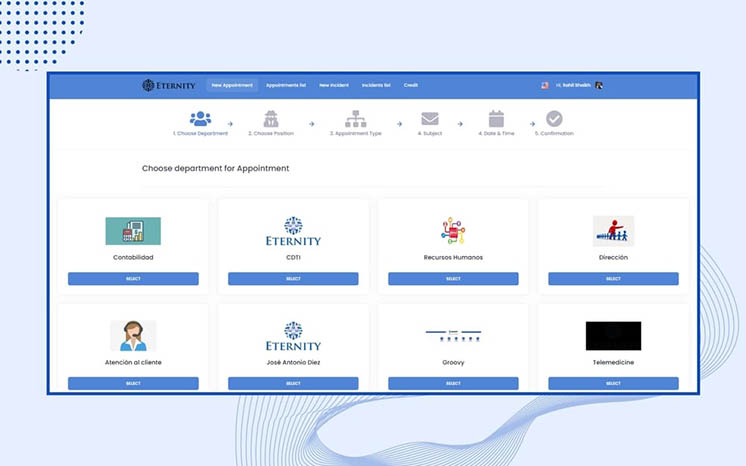 ETERNITY New Appointment Appointments list New Incident Incidents list Credit Hi, Rahil Shaikh
1. Choose Department 2. Choose Position 3. Appointment Type 4. Subject 4. Date & Time 5. Confirmation
Choose department for Appointment
ETERNITY
Contabilidad CDTI Recursos Humanos Dirección
SELECT SELECT SELECT SELECT
ETERNITY
Atención al cliente José Antonio Díez Groovy Telemedicine
SELECT SELECT SELECT SELECT